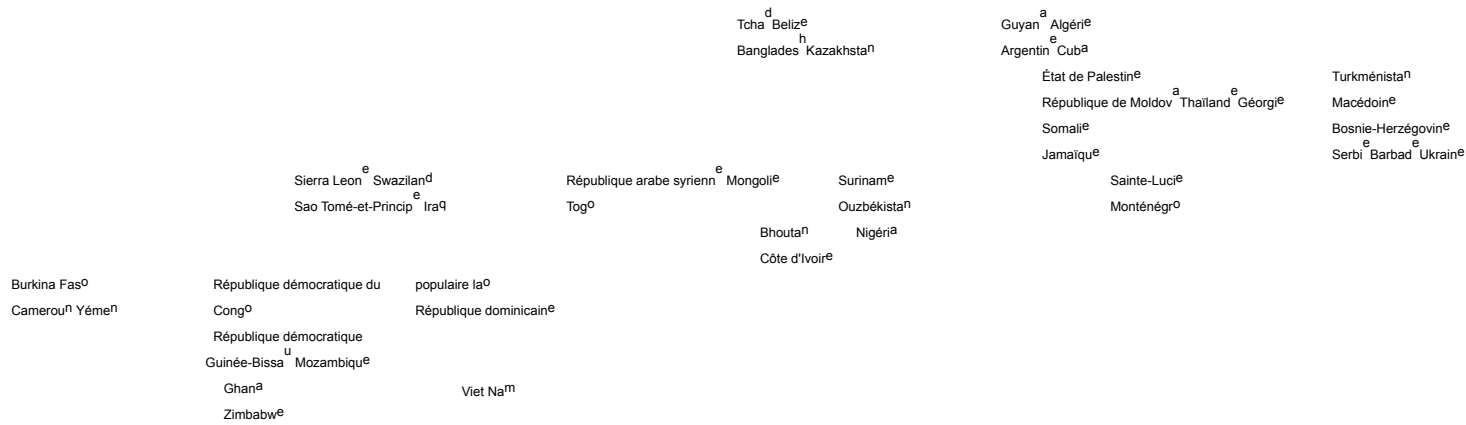 Tchad Belize Guyana Algérie
Bangladesh Kazakhstan Argentine Cuba
État de Palestine Turkménistan
République de Moldova Thaïlande Géorgie Macédoine
Somalie Bosnie-Herzégovine
Jamaïque Serbie Barbade Ukraine
Sierra Leone Swaziland République arabe syrienne Mongolie Suriname Sainte-Lucie
Sao Tomé-et-Principe Iraq Togo Ouzbékistan Monténégro
Bhoutan Nigéria
Côte d'Ivoire
Burkina Faso République démocratique du populaire lao
Cameroun Yémen Congo République dominicaine
République démocratique
Guinée-Bissau Mozambique
Ghana Viet Nam
Zimbabwe